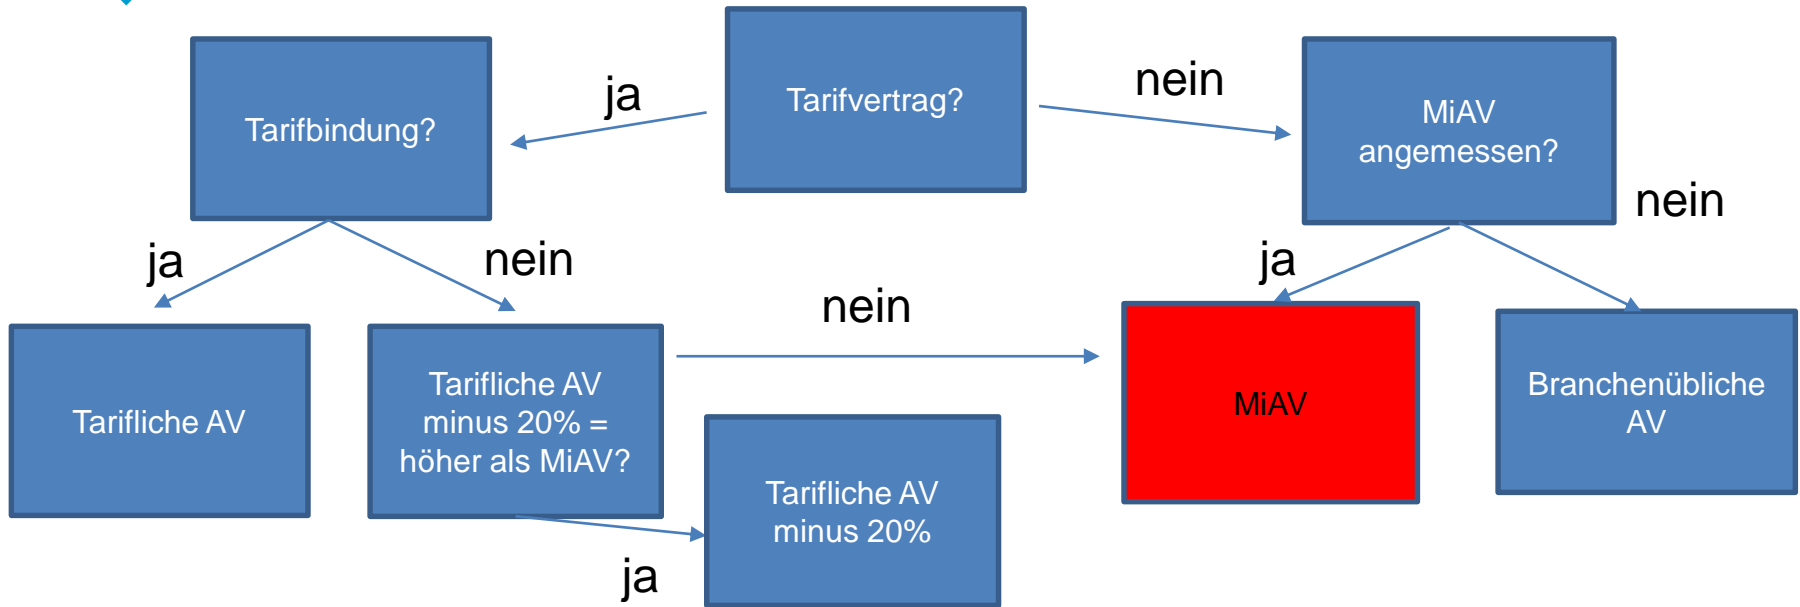 Tarifvertrag?
ja
nein
Tarifbindung?
MiAV
angemessen?
ja
nein
nein
ja
nein
Tarifliche AV
Tarifliche AV
minus 20% =
höher als MiAV?
ja
Tarifliche AV
minus 20%
MiAV
Branchenübliche
AV